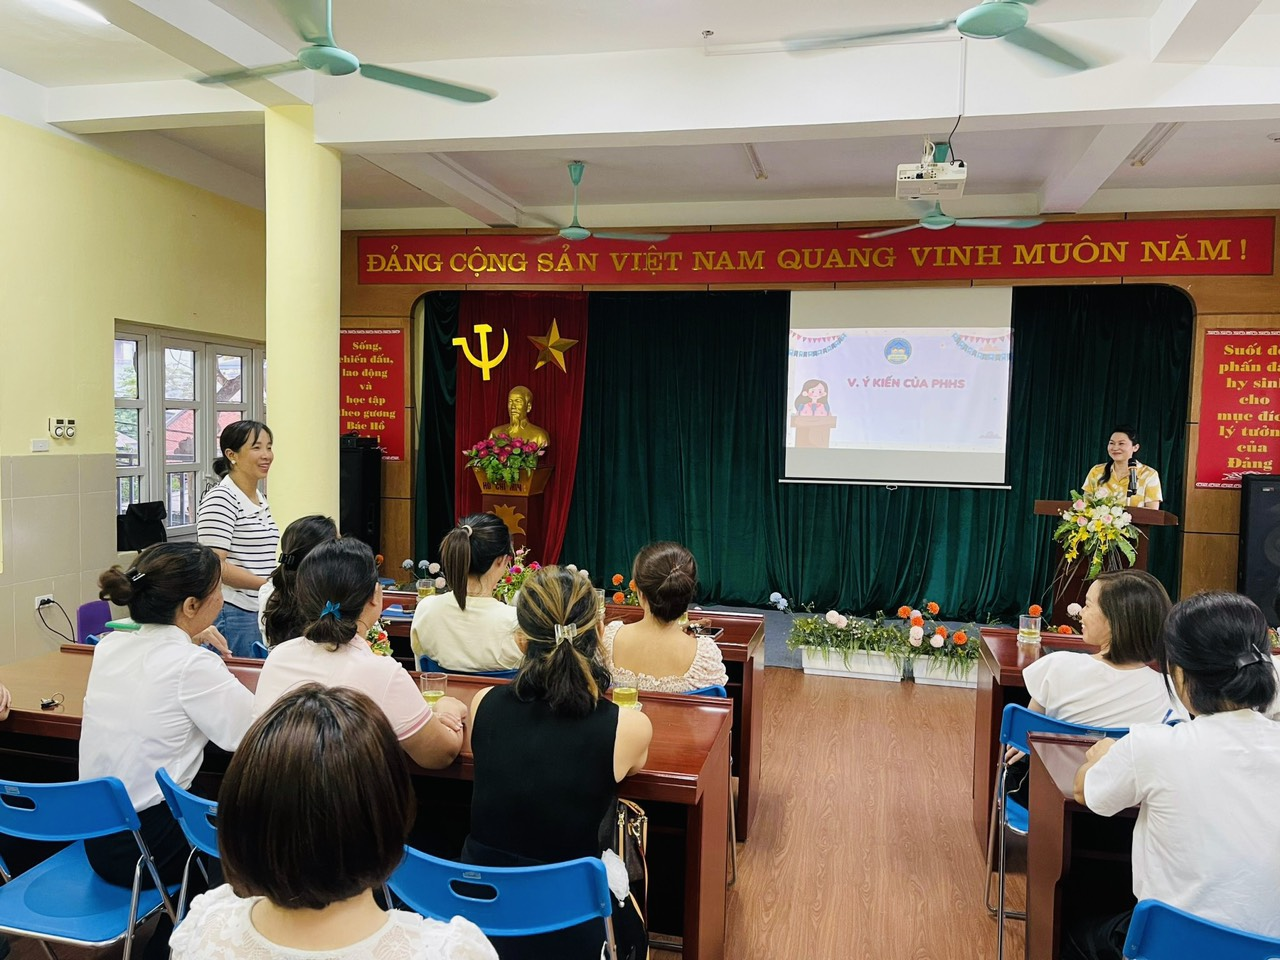 ĐẢNG CỘNG SẢN VIỆT NAM QUANG VINH MUÔN NĂM !
V. Ý KIẾN CỦA PHHS
Sống,
chiến đấu,
lao động
và
học tập
theo gương
Bác Hồ
Suốt đ
phấn đ
hy sin
cho
mục đíc
lý tưởn
của
Đảng